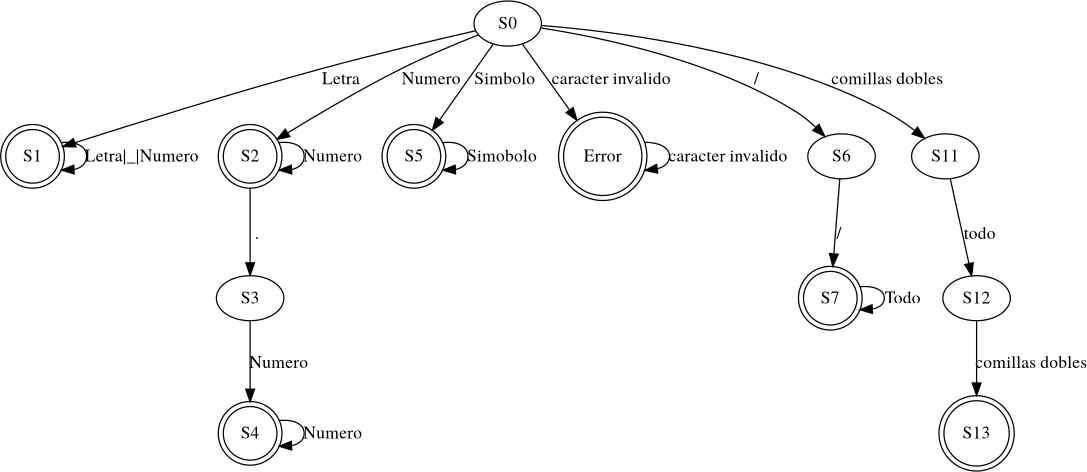 S0
Letra
Numero
Simbolo
caracter invalido
/
comillas dobles
S1
Letra|_|Numero
S2
Numero
S5
Simobolo
Error
caracter invalido
S6
S11
.
/
todo
S3
S7
Todo
S12
Numero
comillas dobles
S4
Numero
S13